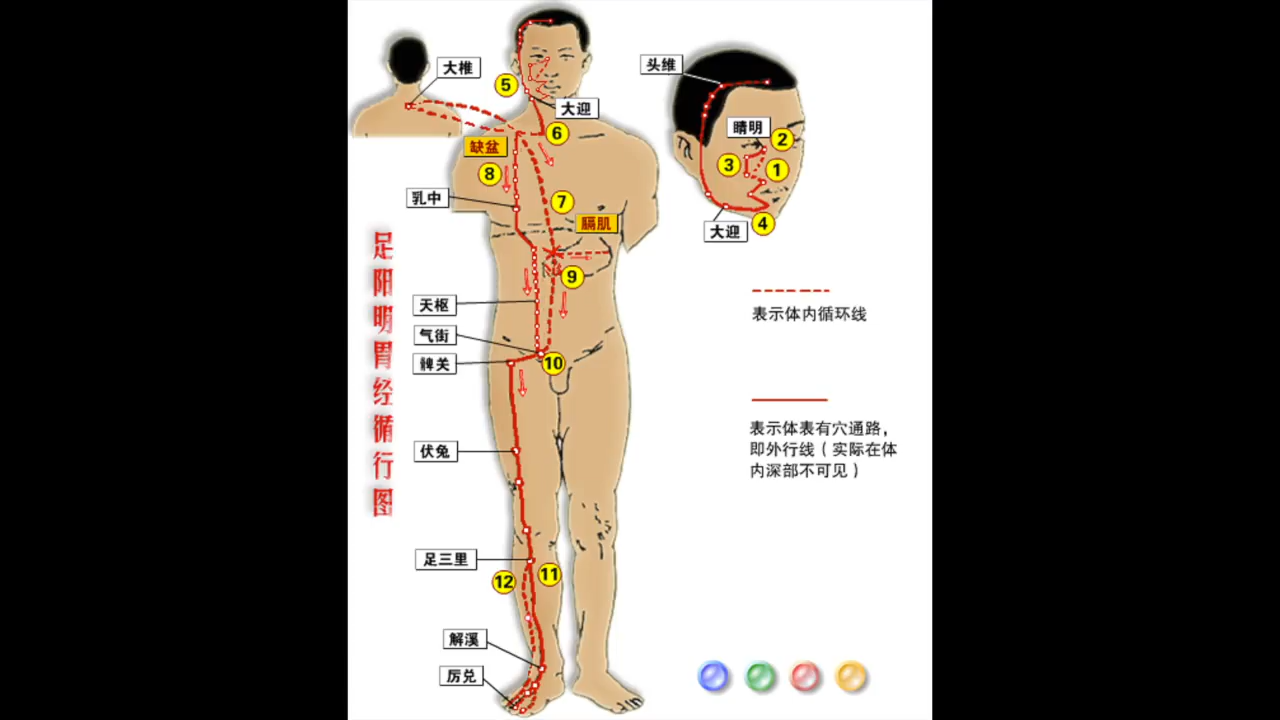 足阳明胃经循行图
大椎
5
大迎
6
缺盆
8
乳中
7
膈肌
9
天枢
气街
髀关
10
伏兔
足三里
12
11
解溪
厉兑
头维
睛明
2
3
1
4
大迎
表示体内循环线
表示体表有穴通路，
即外行线（实际在体
内深部不可见）